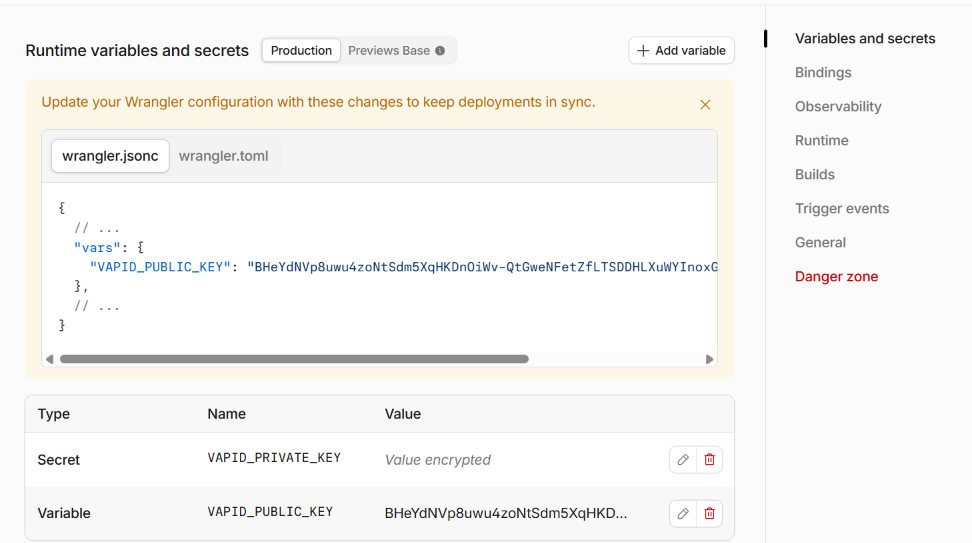 Runtime variables and secrets
Production
Previews Base
Add variable
Update your Wrangler configuration with these changes to keep deployments in sync.
wrangler.jsonc
wrangler.toml
{
// ...
"vars": {
"VAPID_PUBLIC_KEY": "BHeYdNVp8uwu4zoNtSdm5XqHKDnOiWv-QtGweNFetZfLTSDDHLXuWYInoxG
},
// ...
}
Type Name Value
Secret VAPID_PRIVATE_KEY Value encrypted
Variable VAPID_PUBLIC_KEY BHeYdNVp8uwu4zoNtSdm5XqHKD...
Variables and secrets
Bindings
Observability
Runtime
Builds
Trigger events
General
Danger zone